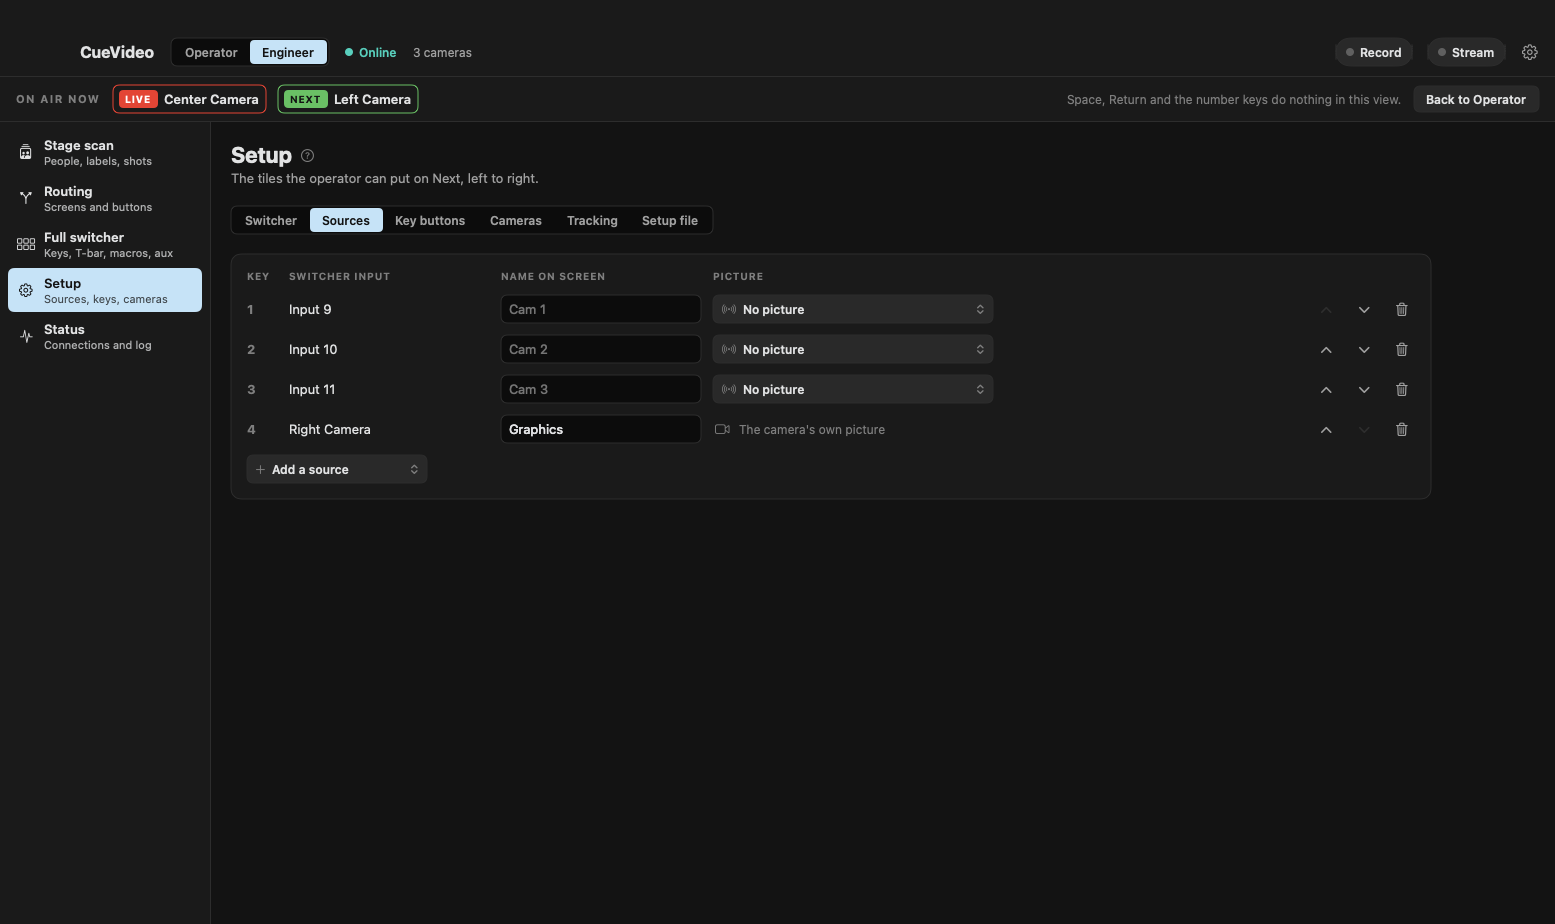 CueVideo
Operator
Engineer
Online
3 cameras
Record
Stream
ON AIR NOW
LIVE Center Camera
NEXT Left Camera
Space, Return and the number keys do nothing in this view.
Back to Operator
Stage scan
People, labels, shots
Routing
Screens and buttons
Full switcher
Keys, T-bar, macros, aux
Setup
Sources, keys, cameras
Status
Connections and log
Setup ?
The tiles the operator can put on Next, left to right.
Switcher
Sources
Key buttons
Cameras
Tracking
Setup file
KEY SWITCHER INPUT NAME ON SCREEN PICTURE
1 Input 9 Cam 1 No picture
2 Input 10 Cam 2 No picture
3 Input 11 Cam 3 No picture
4 Right Camera Graphics The camera's own picture
+ Add a source